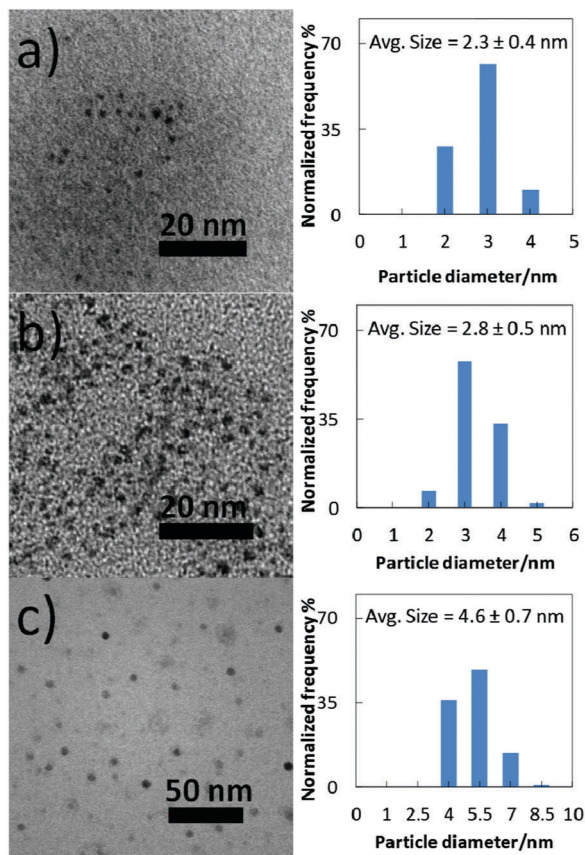 a)
20 nm
Normalized frequency %
70
35
0
Avg. Size = 2.3 ± 0.4 nm
0 1 2 3 4 5
Particle diameter/nm
b)
20 nm
Normalized frequency %
70
35
0
Avg. Size = 2.8 ± 0.5 nm
0 1 2 3 4 5 6
Particle diameter/nm
c)
50 nm
Normalized frequency %
70
35
0
Avg. Size = 4.6 ± 0.7 nm
0 1 2.5 4 5.5 7 8.5 10
Particle diameter/nm